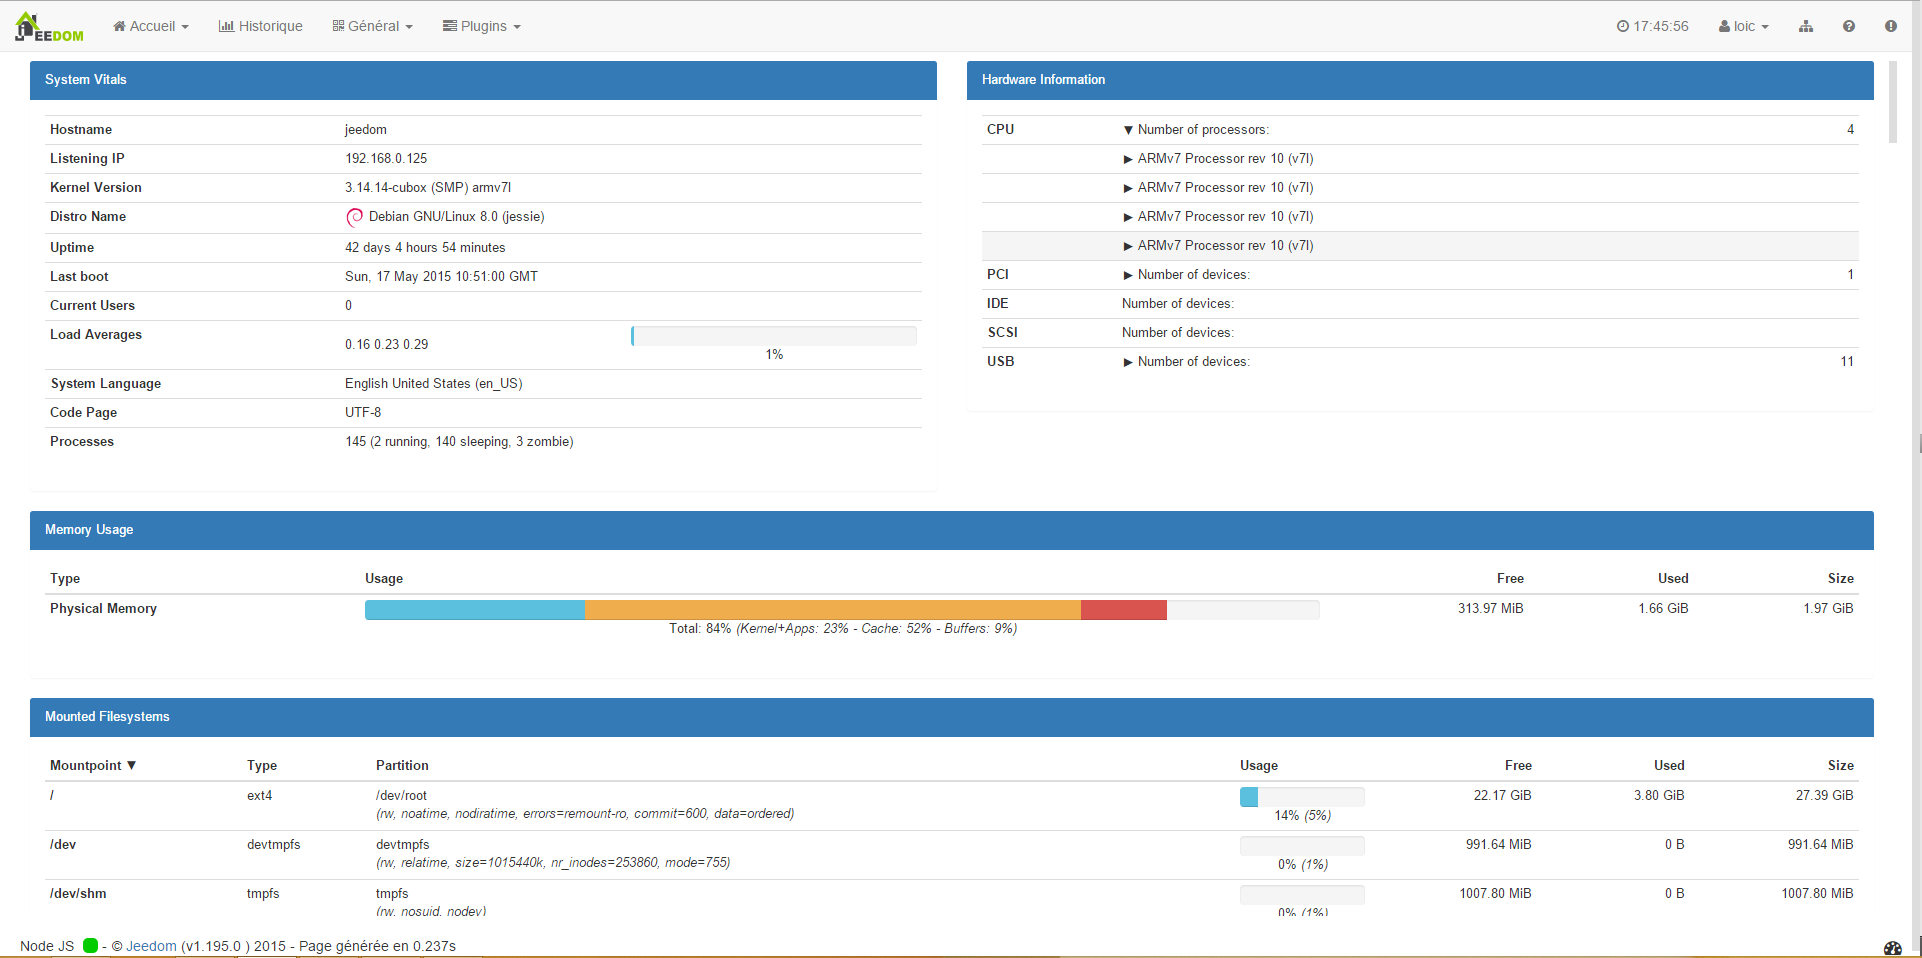 JEEDOM Accueil Historique Général Plugins 17:45:56 loic
System Vitals
Hostname jeedom
Listening IP 192.168.0.125
Kernel Version 3.14.14-cubox (SMP) armv7l
Distro Name Debian GNU/Linux 8.0 (jessie)
Uptime 42 days 4 hours 54 minutes
Last boot Sun, 17 May 2015 10:51:00 GMT
Current Users 0
Load Averages 0.16 0.23 0.29
1%
System Language English United States (en_US)
Code Page UTF-8
Processes 145 (2 running, 140 sleeping, 3 zombie)
Hardware Information
CPU ▼ Number of processors: 4
▶ ARMv7 Processor rev 10 (v7l)
▶ ARMv7 Processor rev 10 (v7l)
▶ ARMv7 Processor rev 10 (v7l)
▶ ARMv7 Processor rev 10 (v7l)
PCI ▶ Number of devices: 1
IDE Number of devices:
SCSI Number of devices:
USB ▶ Number of devices: 11
Memory Usage
Type Usage Free Used Size
Physical Memory 313.97 MiB 1.66 GiB 1.97 GiB
Total: 84% (Kernel+Apps: 23% - Cache: 52% - Buffers: 9%)
Mounted Filesystems
Mountpoint ▼ Type Partition Usage Free Used Size
/ ext4 /dev/root 22.17 GiB 3.80 GiB 27.39 GiB
(rw, noatime, nodiratime, errors=remount-ro, commit=600, data=ordered) 14% (5%)
/dev devtmpfs devtmpfs 991.64 MiB 0 B 991.64 MiB
(rw, relatime, size=1015440k, nr_inodes=253860, mode=755) 0% (1%)
/dev/shm tmpfs tmpfs 1007.80 MiB 0 B 1007.80 MiB
(rw, nosuid, nodev) 0% (1%)
Node JS - © Jeedom (v1.195.0 ) 2015 - Page générée en 0.237s